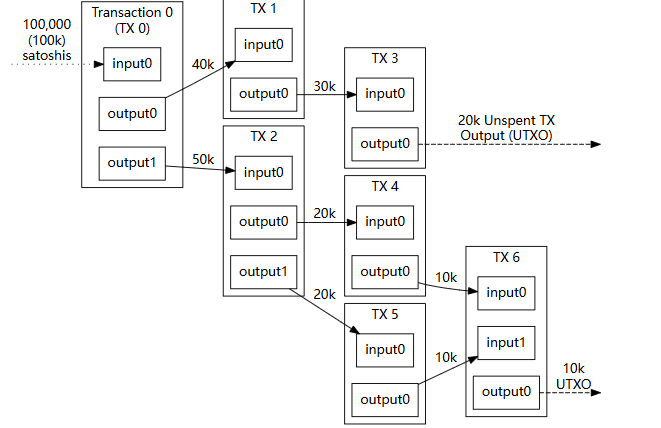 100,000
(100k)
satoshis
Transaction 0
(TX 0)
input0
output0
output1
40k
50k
TX 1
input0
output0
30k
TX 2
input0
output0
output1
20k
20k
TX 3
input0
output0
20k Unspent TX
Output (UTXO)
TX 4
input0
output0
10k
TX 5
input0
output0
10k
TX 6
input0
input1
output0
10k
UTXO